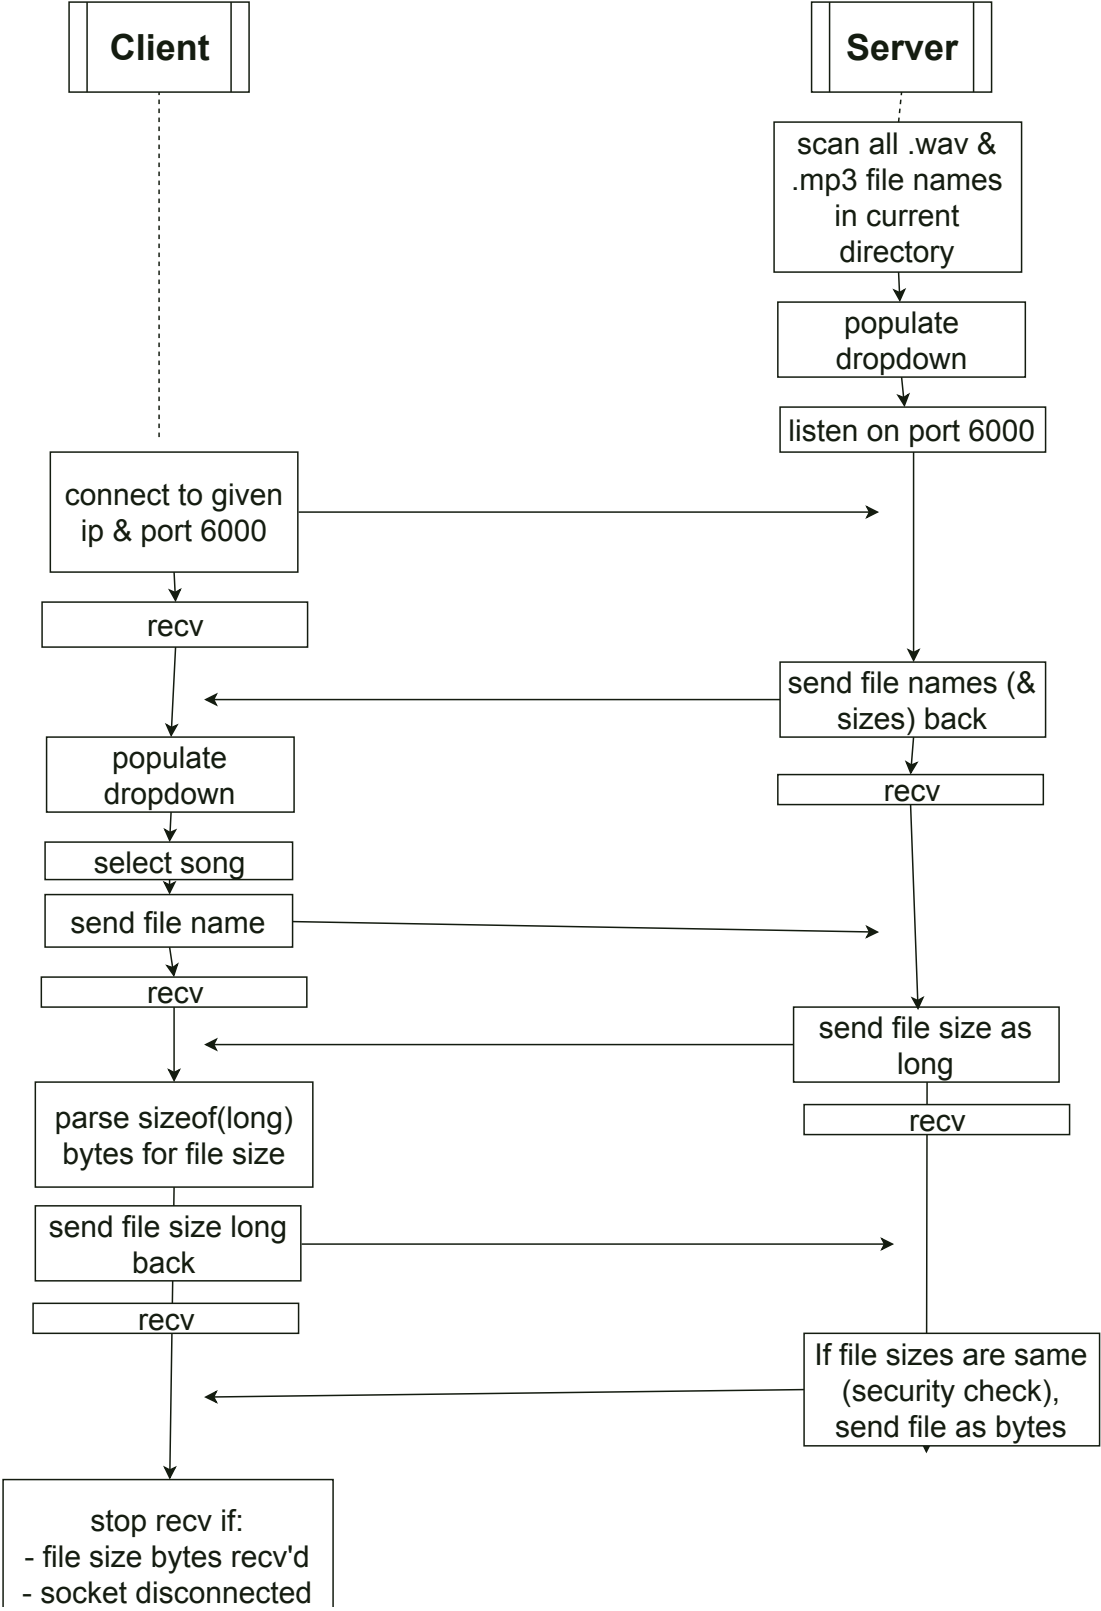 Client
Server
scan all .wav &
.mp3 file names
in current
directory
populate
dropdown
listen on port 6000
connect to given
ip & port 6000
recv
send file names (&
sizes) back
populate
dropdown
recv
select song
send file name
recv
send file size as
long
parse sizeof(long)
bytes for file size
recv
send file size long
back
recv
If file sizes are same
(security check),
send file as bytes
stop recv if:
- file size bytes recv'd
- socket disconnected